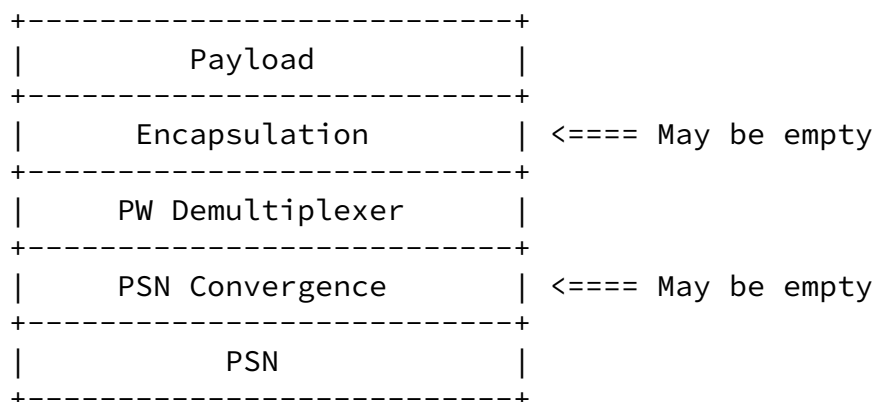 +---------------------------+
|          Payload          |
+---------------------------+
|       Encapsulation       | <==== May be empty
+---------------------------+
|      PW Demultiplexer     |
+---------------------------+
|      PSN Convergence      | <==== May be empty
+---------------------------+
|            PSN            |
+---------------------------+